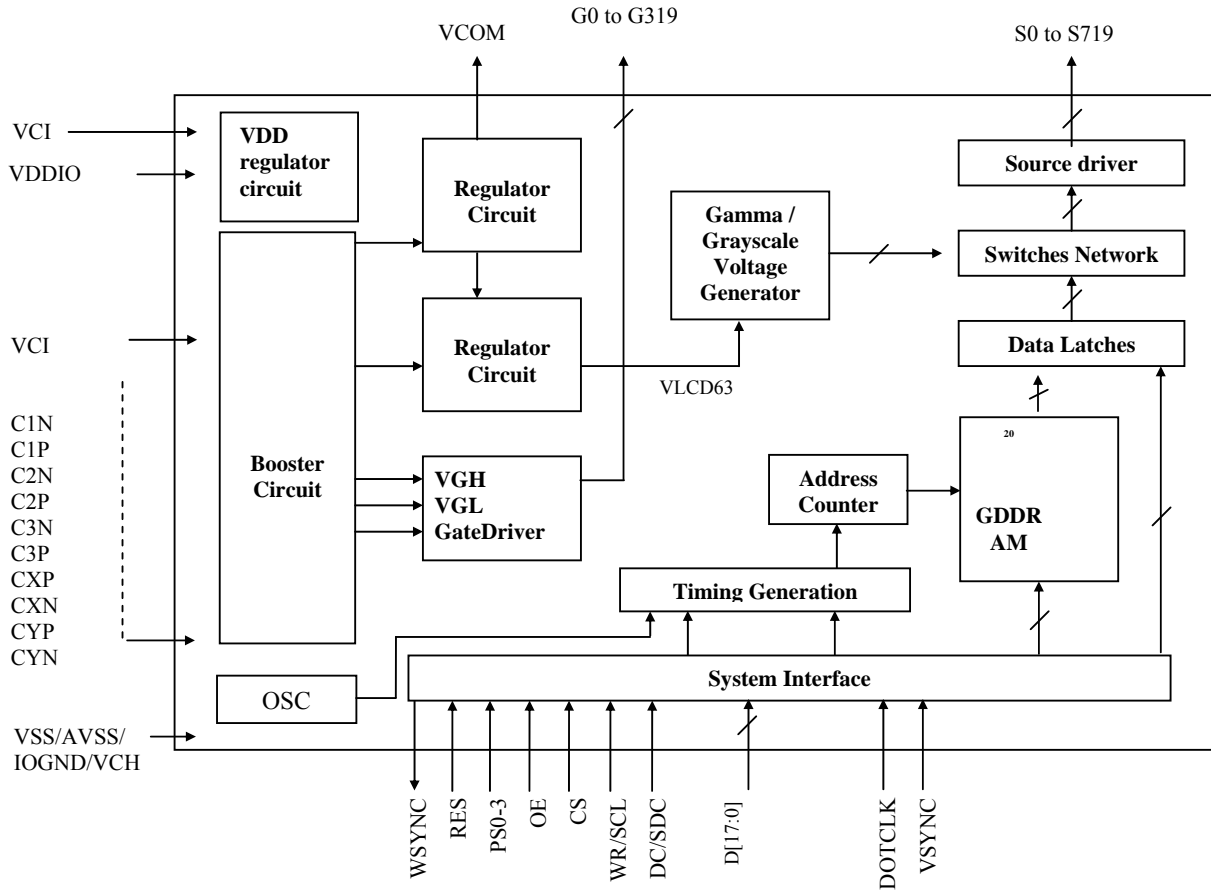 G0 to G319
VCOM
S0 to S719
VCI
VDDIO
VDD
regulator
circuit
Regulator
Circuit
Gamma /
Grayscale
Voltage
Generator
Source driver
Switches Network
Data Latches
VCI
Regulator
Circuit
VLCD63
C1N
C1P
C2N
C2P
C3N
C3P
CXP
CXN
CYP
CYN
Booster
Circuit
VGH
VGL
GateDriver
Address
Counter
20
GDDR
AM
Timing Generation
System Interface
OSC
VSS/AVSS/
IOGND/VCH
WSYNC
RES
PS0-3
OE
CS
WR/SCL
DC/SDC
D[17:0]
DOTCLK
VSYNC